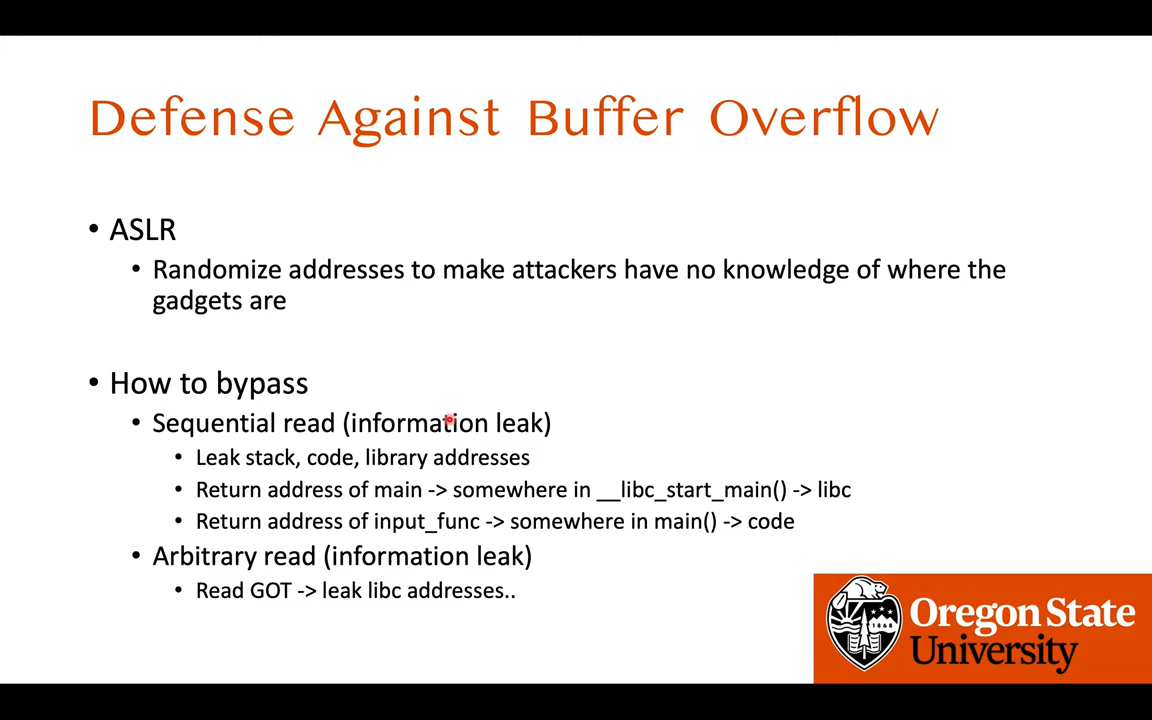 Defense Against Buffer Overflow
• ASLR
• Randomize addresses to make attackers have no knowledge of where the
gadgets are
• How to bypass
• Sequential read (information leak)
• Leak stack, code, library addresses
• Return address of main -> somewhere in __libc_start_main() -> libc
• Return address of input_func -> somewhere in main() -> code
• Arbitrary read (information leak)
• Read GOT -> leak libc addresses..
Oregon State
University